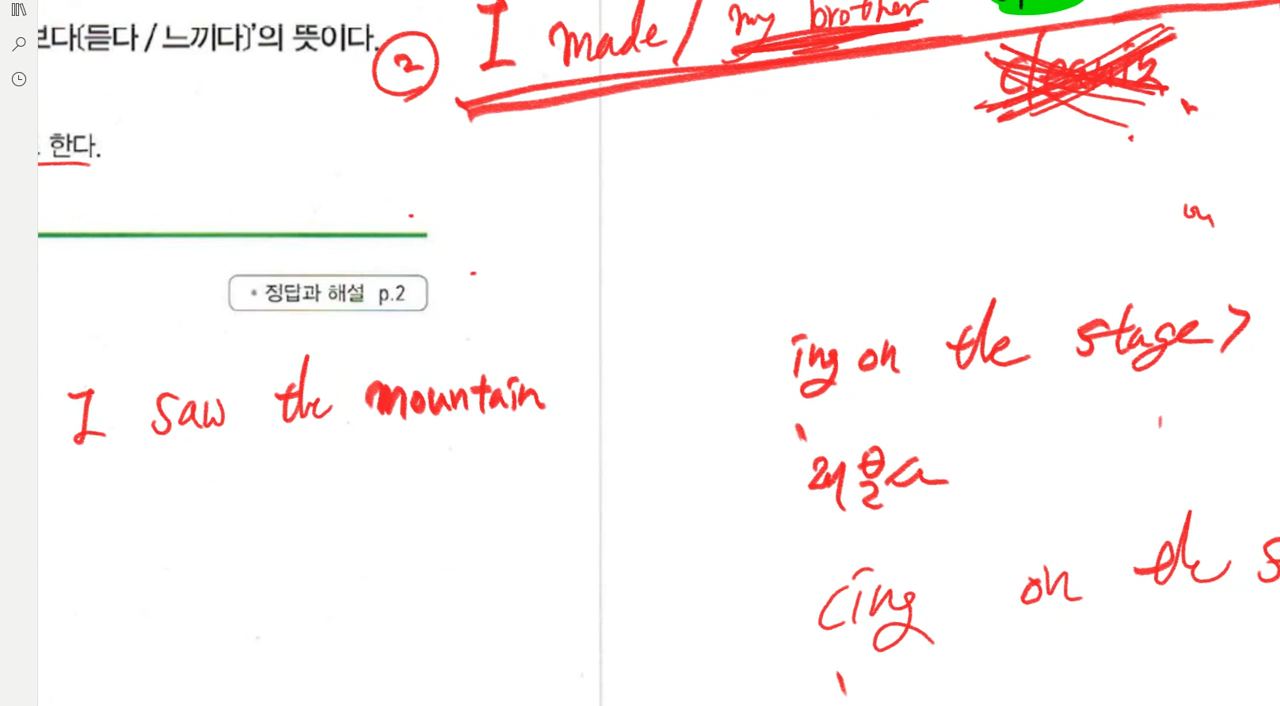 보다(듣다 / 느끼다)'의 뜻이다.
② I made / my brother
한다.
• 정답과 해설 p.2
ing on the stage>
I saw the mountain
cing on the